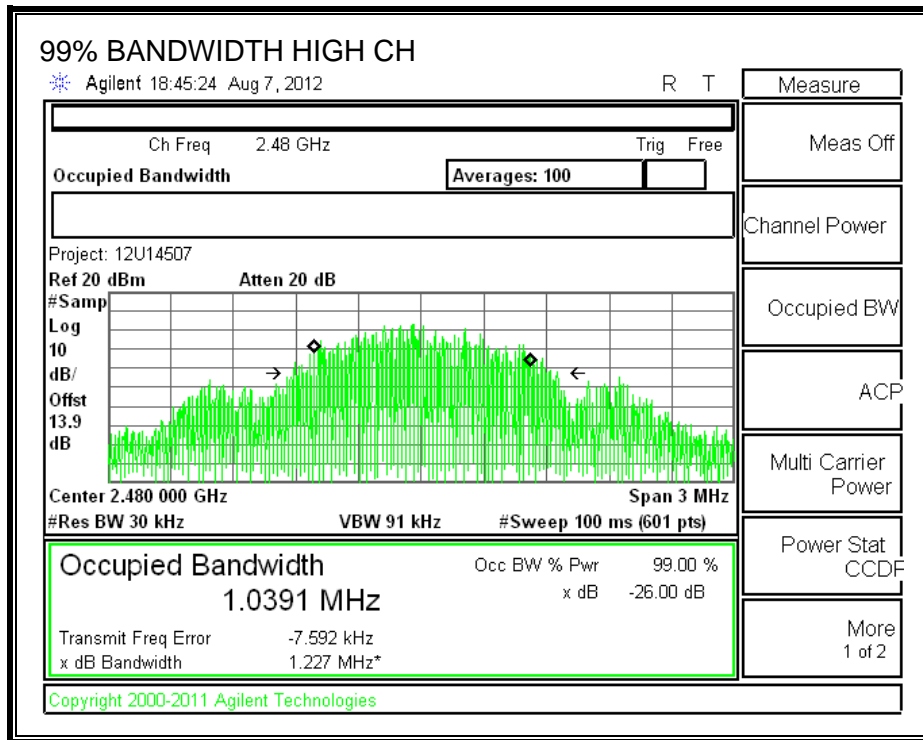 99% BANDWIDTH HIGH CH
Agilent 18:45:24 Aug 7, 2012 R T
Ch Freq 2.48 GHz Trig Free
Occupied Bandwidth Averages: 100
Project: 12U14507
Ref 20 dBm Atten 20 dB
#Samp
Log
10
dB/
Offst
13.9
dB
Center 2.480 000 GHz Span 3 MHz
#Res BW 30 kHz VBW 91 kHz #Sweep 100 ms (601 pts)
Occupied Bandwidth Occ BW % Pwr 99.00 %
1.0391 MHz x dB -26.00 dB
Transmit Freq Error -7.592 kHz
x dB Bandwidth 1.227 MHz*
Copyright 2000-2011 Agilent Technologies
Measure
Meas Off
Channel Power
Occupied BW
ACP
Multi Carrier
Power
Power Stat
CCDF
More
1 of 2